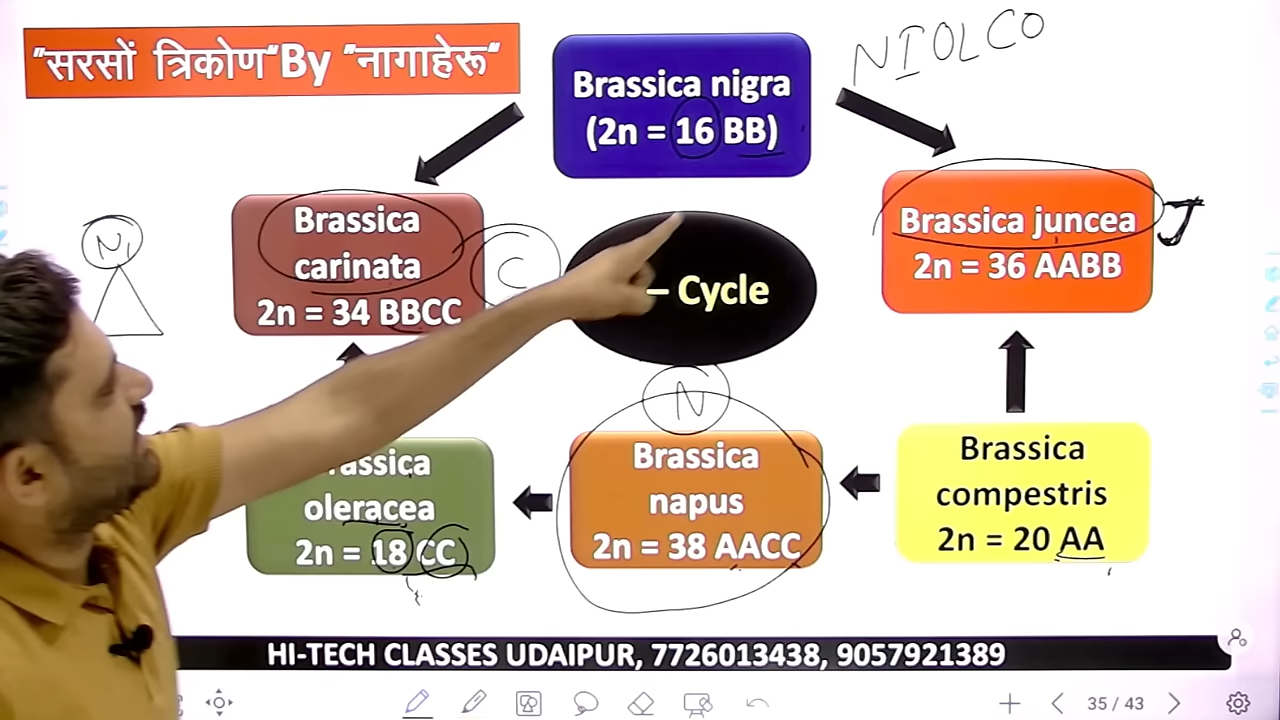 "सरसों त्रिकोण" By "नागाहेरू"
NIOLCO
Brassica nigra
(2n = 16 BB)
Brassica
carinata
2n = 34 BBCC
Brassica juncea
2n = 36 AABB
J
C
Ni
– Cycle
N
oleracea
2n = 18 CC
Brassica
napus
2n = 38 AACC
Brassica
compestris
2n = 20 AA
HI-TECH CLASSES UDAIPUR, 7726013438, 9057921389
35 / 43